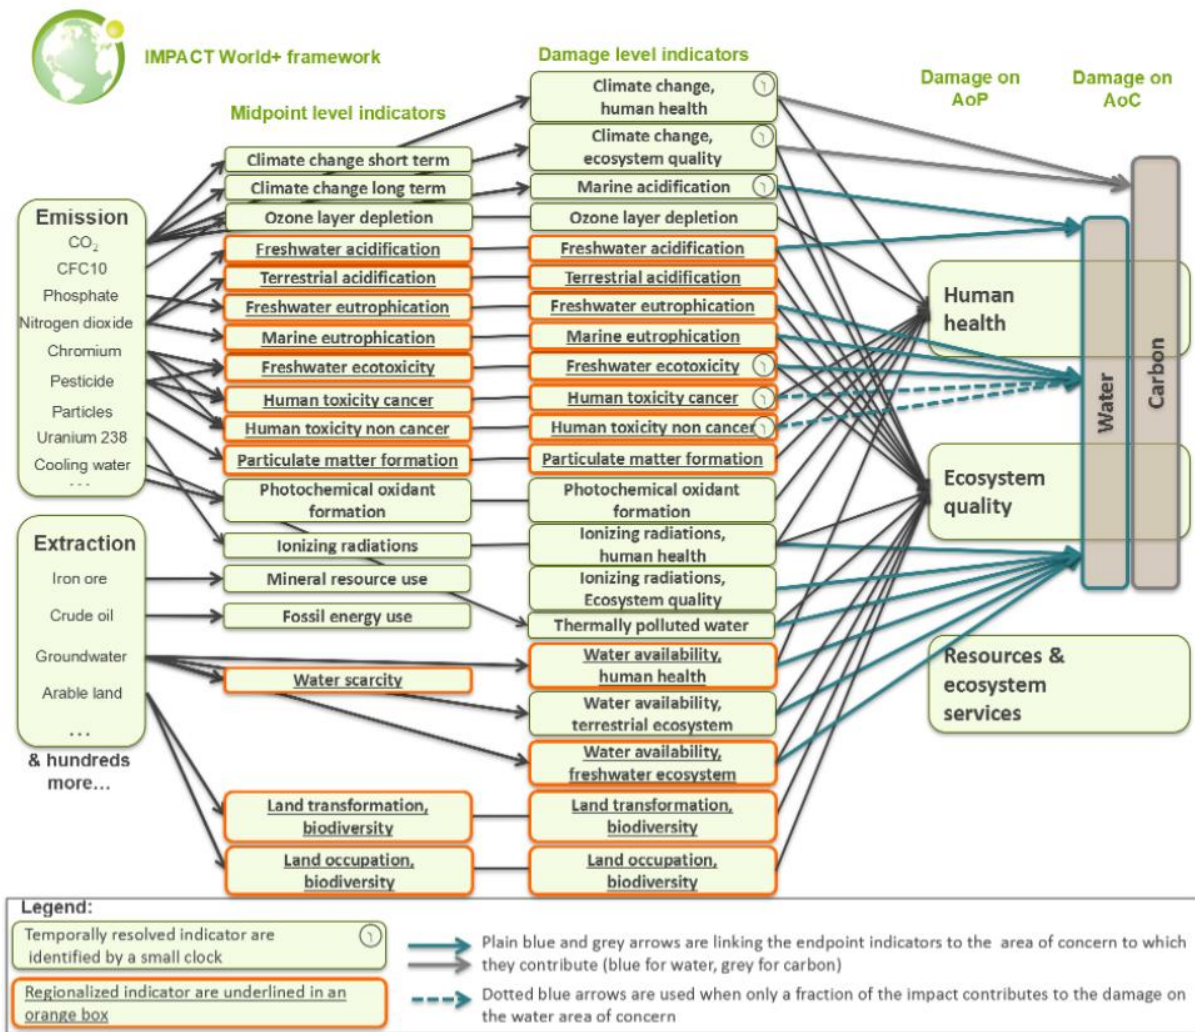 IMPACT World+ framework
Midpoint level indicators
Damage level indicators
Damage on
AoP
Damage on
AoC
Emission
CO₂
CFC10
Phosphate
Nitrogen dioxide
Chromium
Pesticide
Particles
Uranium 238
Cooling water
...
Extraction
Iron ore
Crude oil
Groundwater
Arable land
...
& hundreds
more...
Climate change short term
Climate change long term
Ozone layer depletion
Freshwater acidification
Terrestrial acidification
Freshwater eutrophication
Marine eutrophication
Freshwater ecotoxicity
Human toxicity cancer
Human toxicity non cancer
Particulate matter formation
Photochemical oxidant
formation
Ionizing radiations
Mineral resource use
Fossil energy use
Water scarcity
Land transformation,
biodiversity
Land occupation,
biodiversity
Climate change,
human health
Climate change,
ecosystem quality
Marine acidification
Ozone layer depletion
Freshwater acidification
Terrestrial acidification
Freshwater eutrophication
Marine eutrophication
Freshwater ecotoxicity
Human toxicity cancer
Human toxicity non cancer
Particulate matter formation
Photochemical oxidant
formation
Ionizing radiations,
human health
Ionizing radiations,
Ecosystem quality
Thermally polluted water
Water availability,
human health
Water availability,
terrestrial ecosystem
Water availability,
freshwater ecosystem
Land transformation,
biodiversity
Land occupation,
biodiversity
Human
health
Ecosystem
quality
Resources &
ecosystem
services
Water
Carbon
Legend:
Temporally resolved indicator are
identified by a small clock
Regionalized indicator are underlined in an
orange box
Plain blue and grey arrows are linking the endpoint indicators to the area of concern to which
they contribute (blue for water, grey for carbon)
Dotted blue arrows are used when only a fraction of the impact contributes to the damage on
the water area of concern